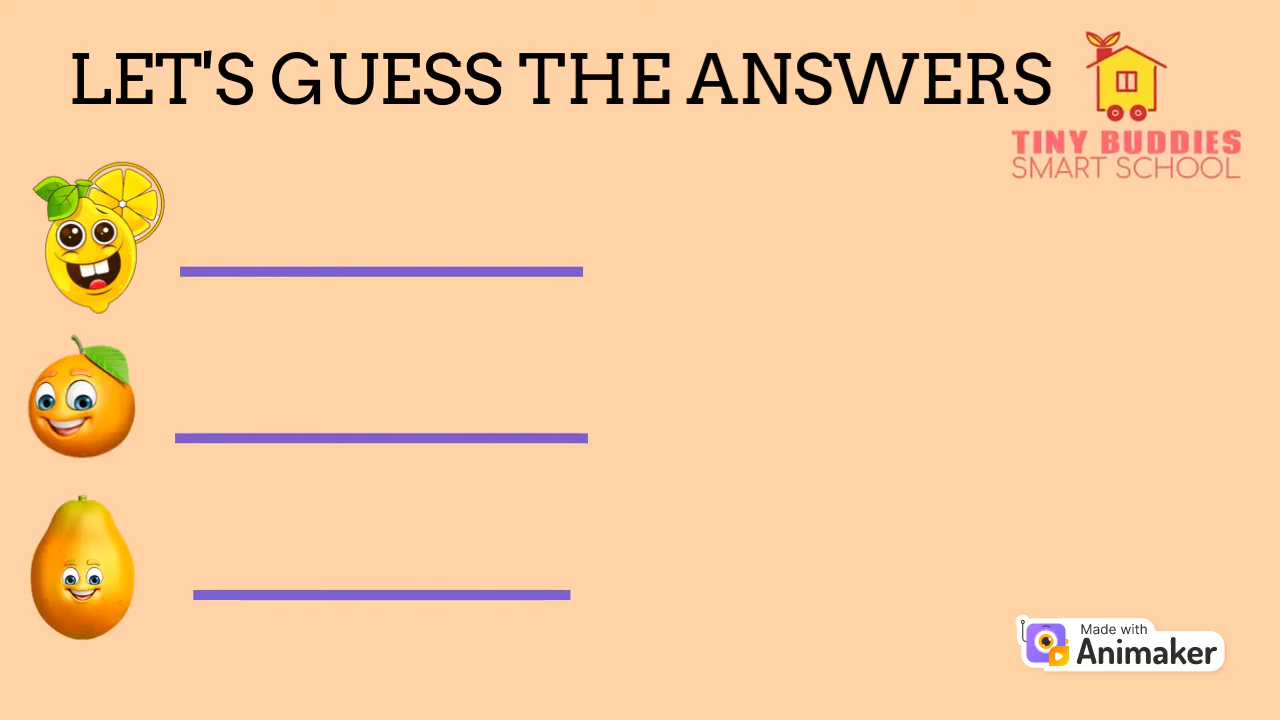 LET'S GUESS THE ANSWERS
TINY BUDDIES
SMART SCHOOL
Made with
Animaker